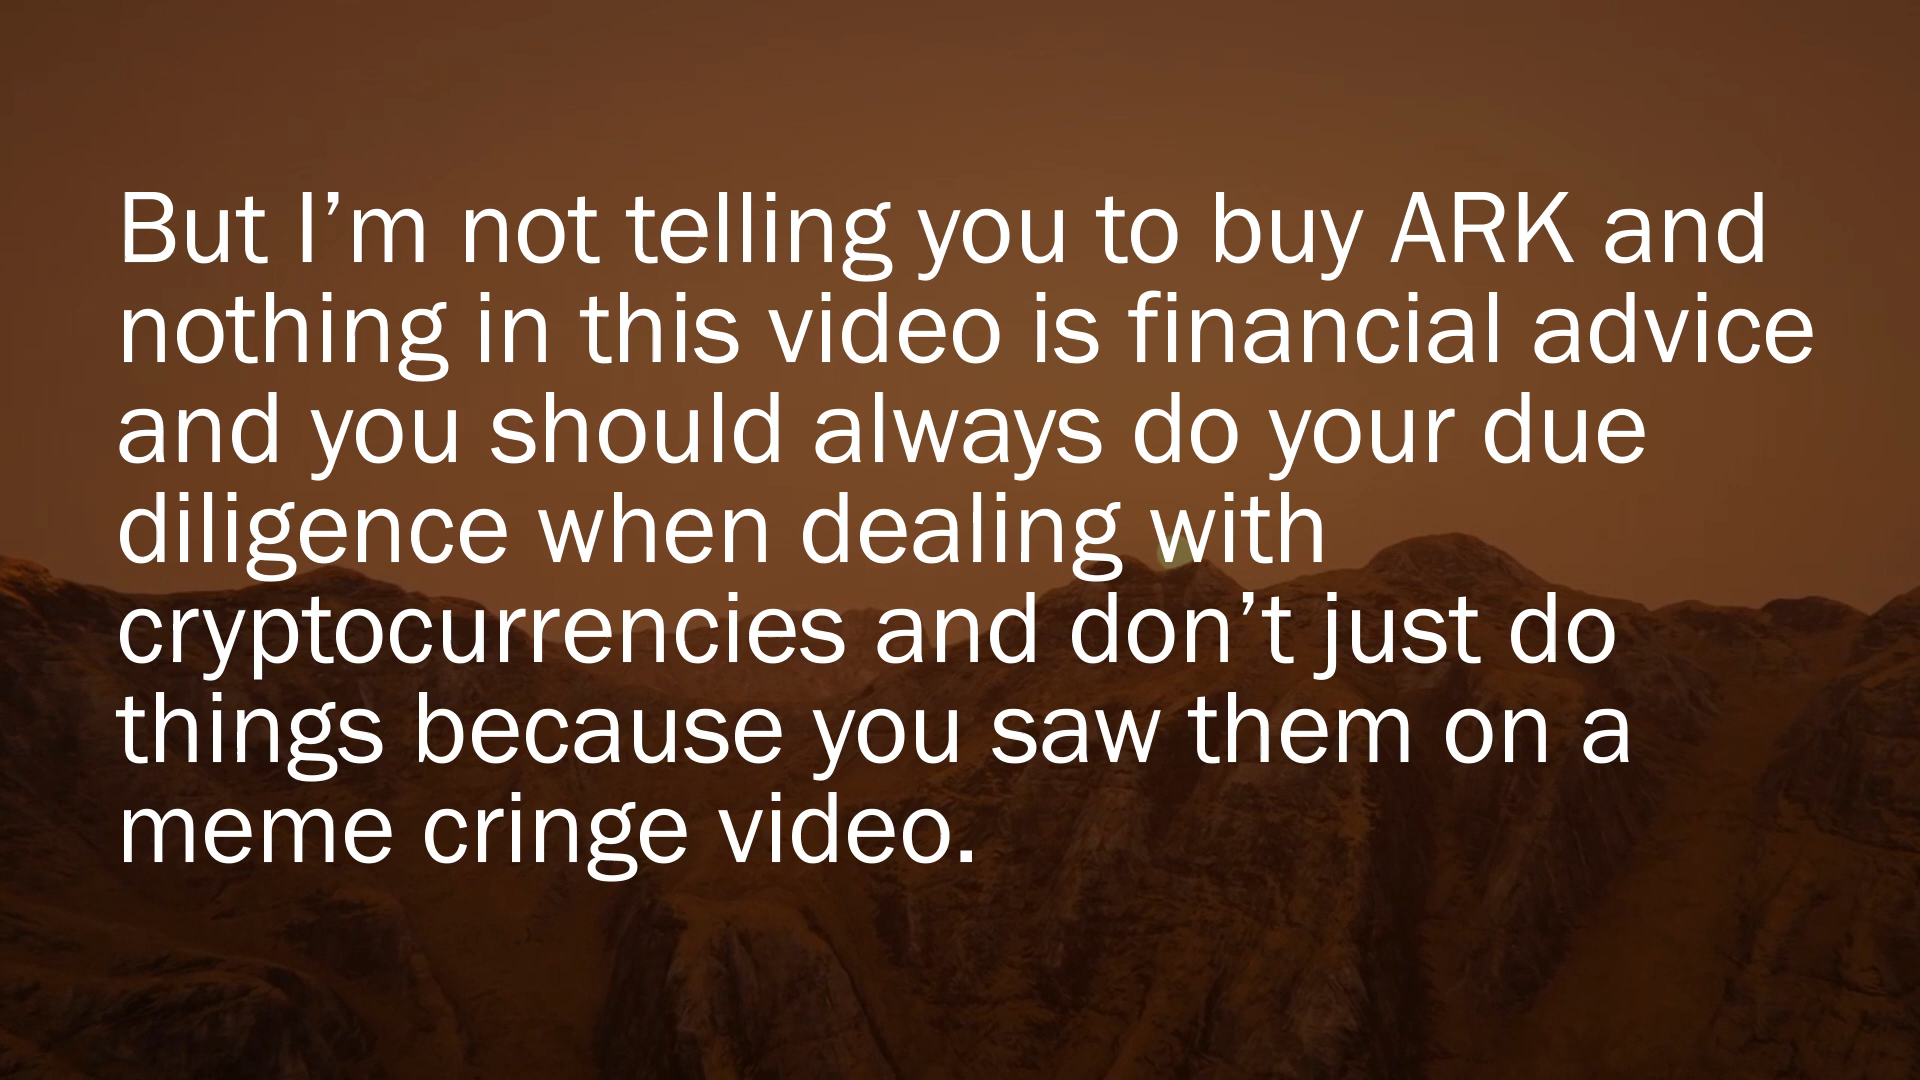 But I’m not telling you to buy ARK and
nothing in this video is financial advice
and you should always do your due
diligence when dealing with
cryptocurrencies and don’t just do
things because you saw them on a
meme cringe video.